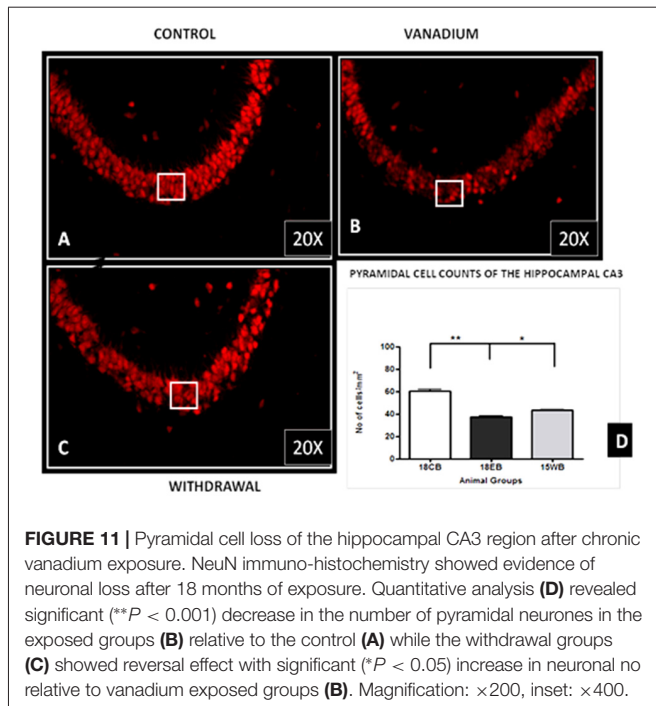 CONTROL
VANADIUM
A
20X
B
20X
C
20X
WITHDRAWAL
PYRAMIDAL CELL COUNTS OF THE HIPPOCAMPAL CA3
100
80
60
40
20
0
No of cells/mm²
**
*
18CB
18EB
15WB
Animal Groups
D
FIGURE 11 | Pyramidal cell loss of the hippocampal CA3 region after chronic
vanadium exposure. NeuN immuno-histochemistry showed evidence of
neuronal loss after 18 months of exposure. Quantitative analysis (D) revealed
significant (**P < 0.001) decrease in the number of pyramidal neurones in the
exposed groups (B) relative to the control (A) while the withdrawal groups
(C) showed reversal effect with significant (*P < 0.05) increase in neuronal no
relative to vanadium exposed groups (B). Magnification: ×200, inset: ×400.